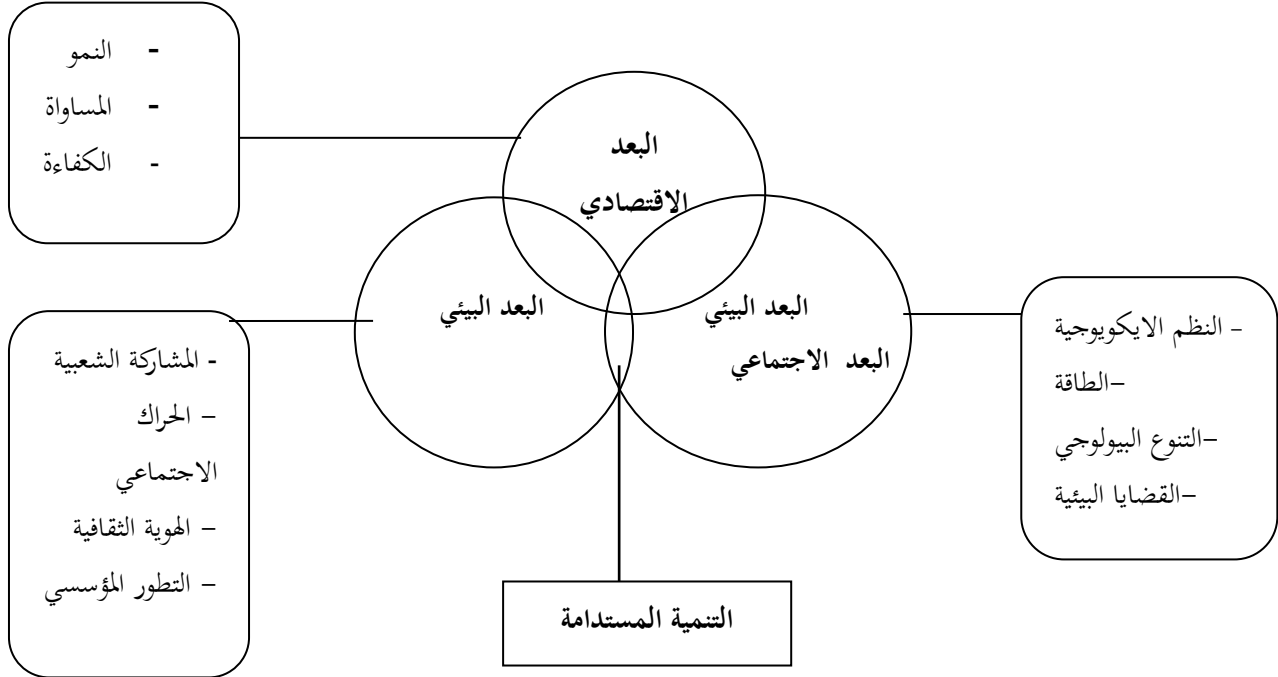 - النمو
- المساواة
- الكفاءة
البعد
الاقتصادي
البعد البيئي
البعد الاجتماعي
البعد البيئي
- النظم الايكويوجية
-الطاقة
-التنوع البيولوجي
-القضايا البيئية
- المشاركة الشعبية
- الحراك
الاجتماعي
- الهوية الثقافية
- التطور المؤسسي
التنمية المستدامة